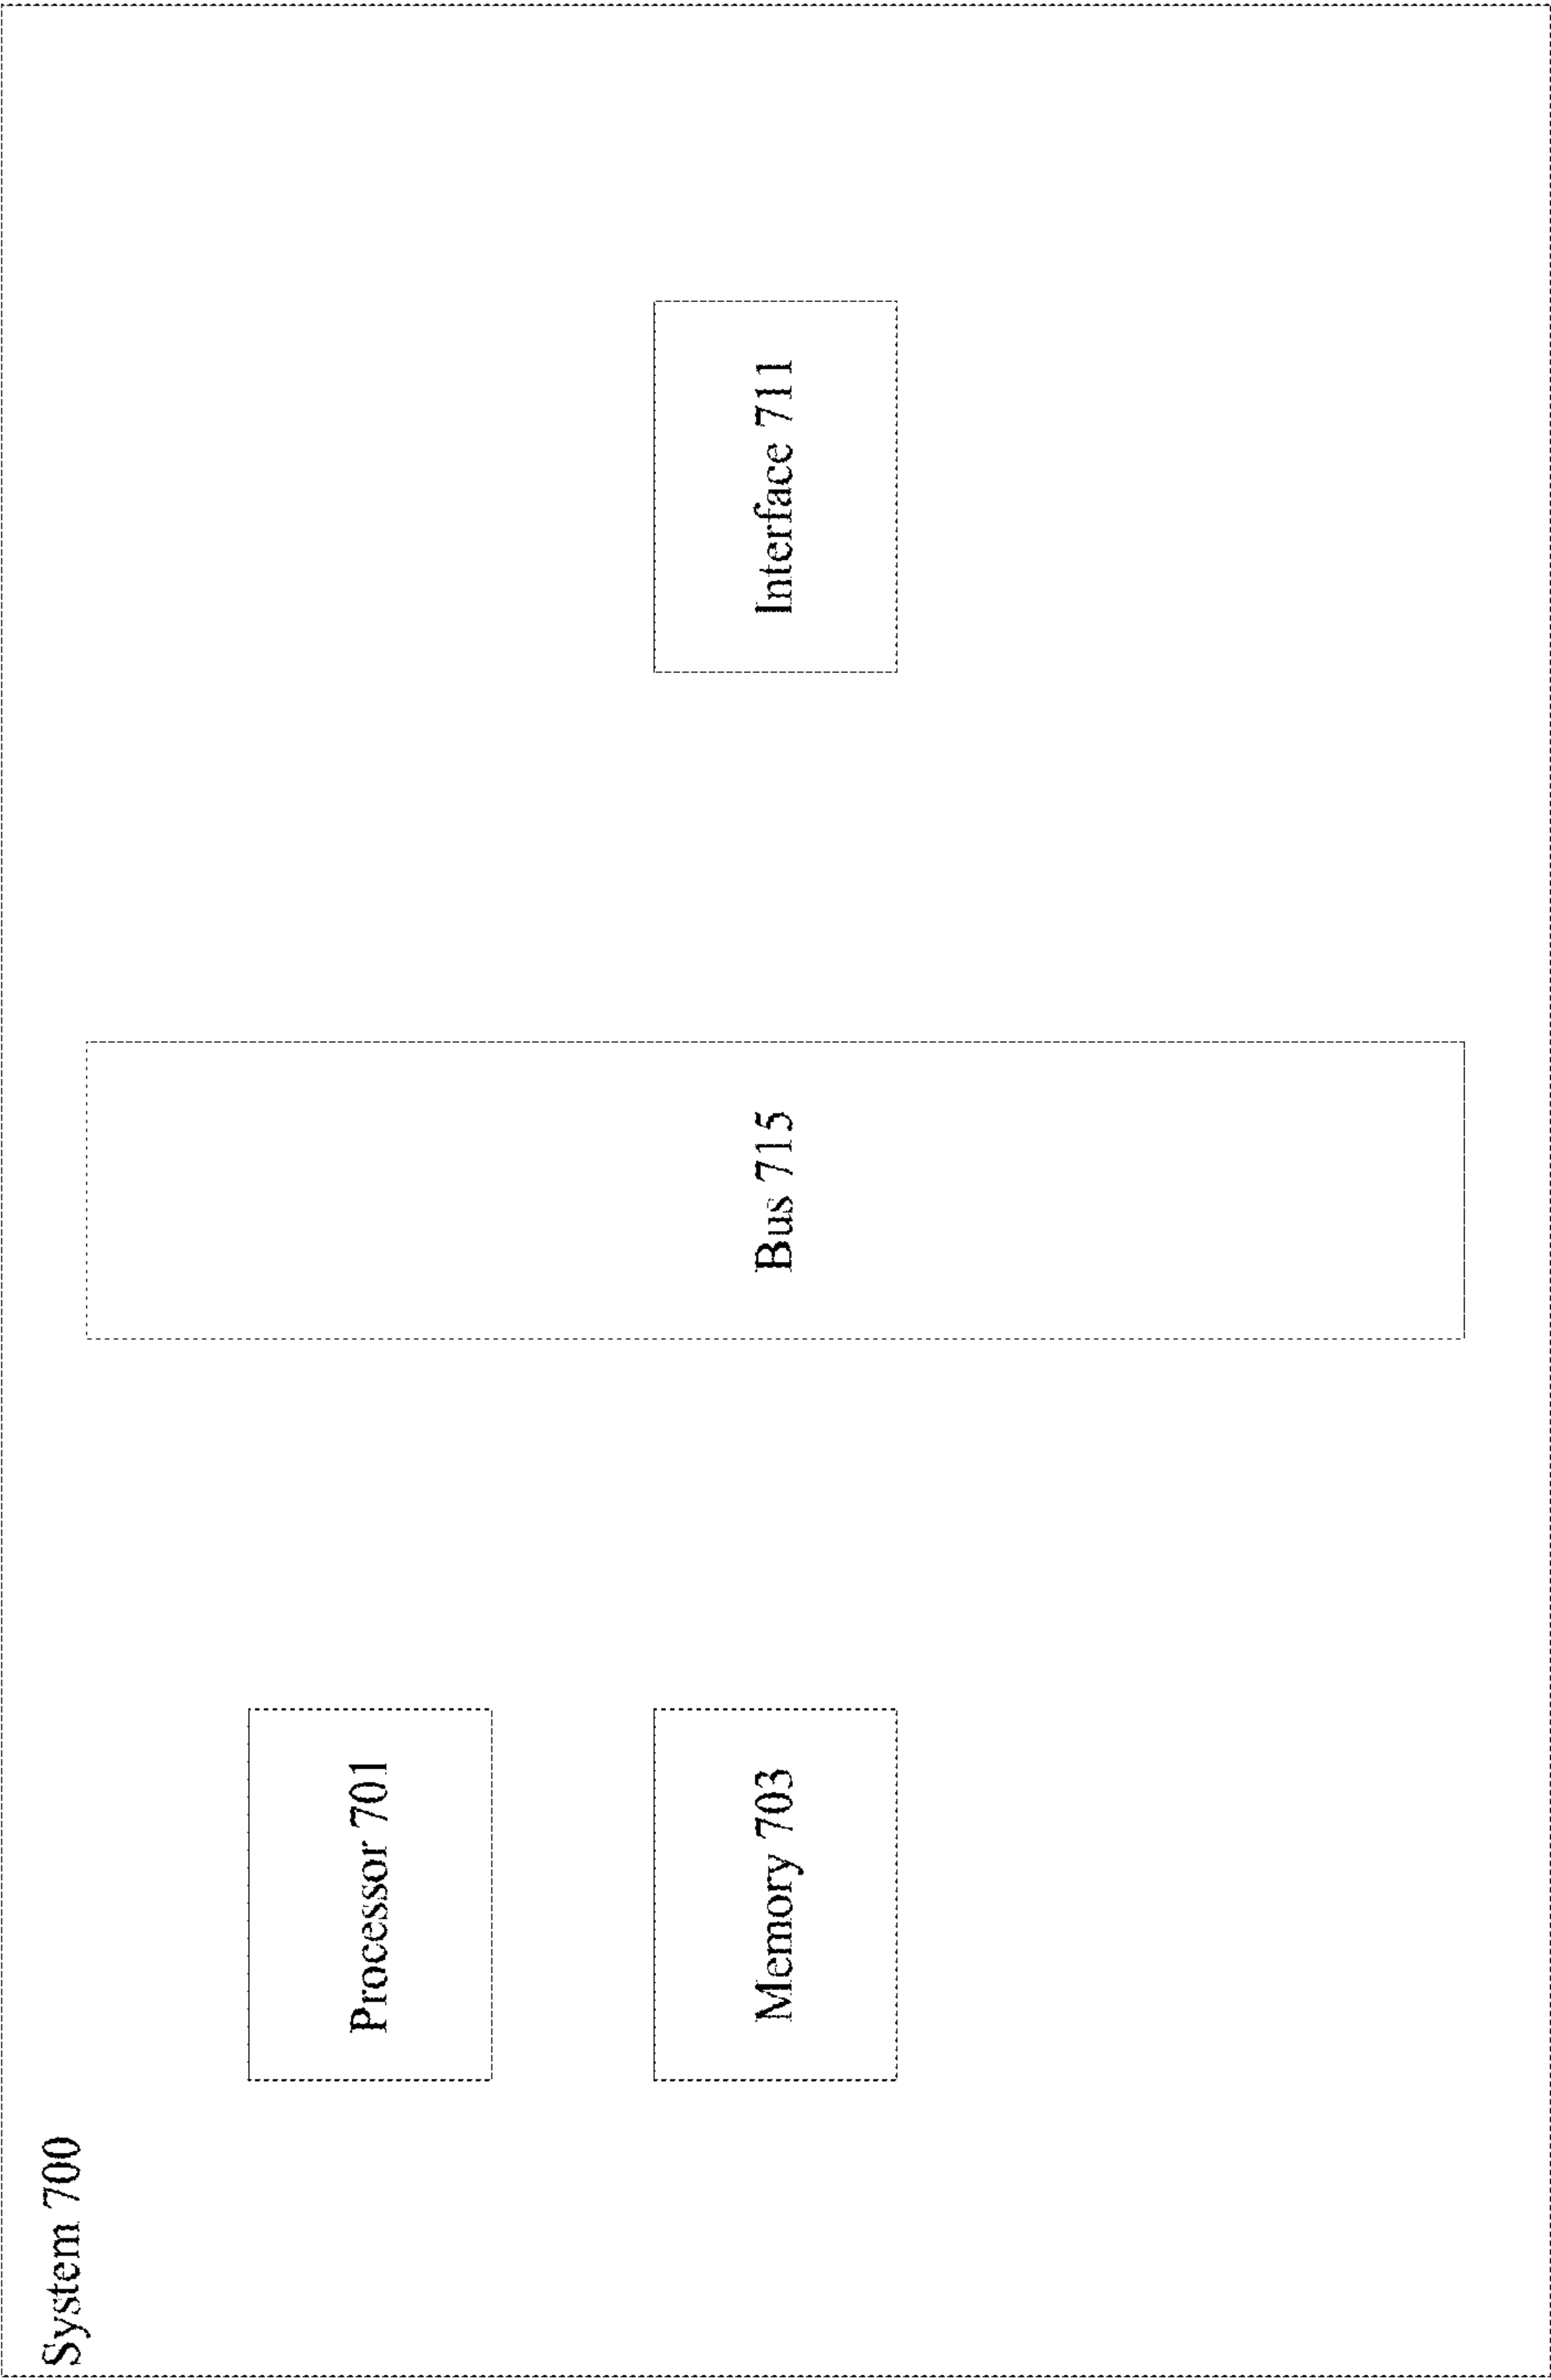 System 700
Processor 701
Memory 703
Bus 715
Interface 711